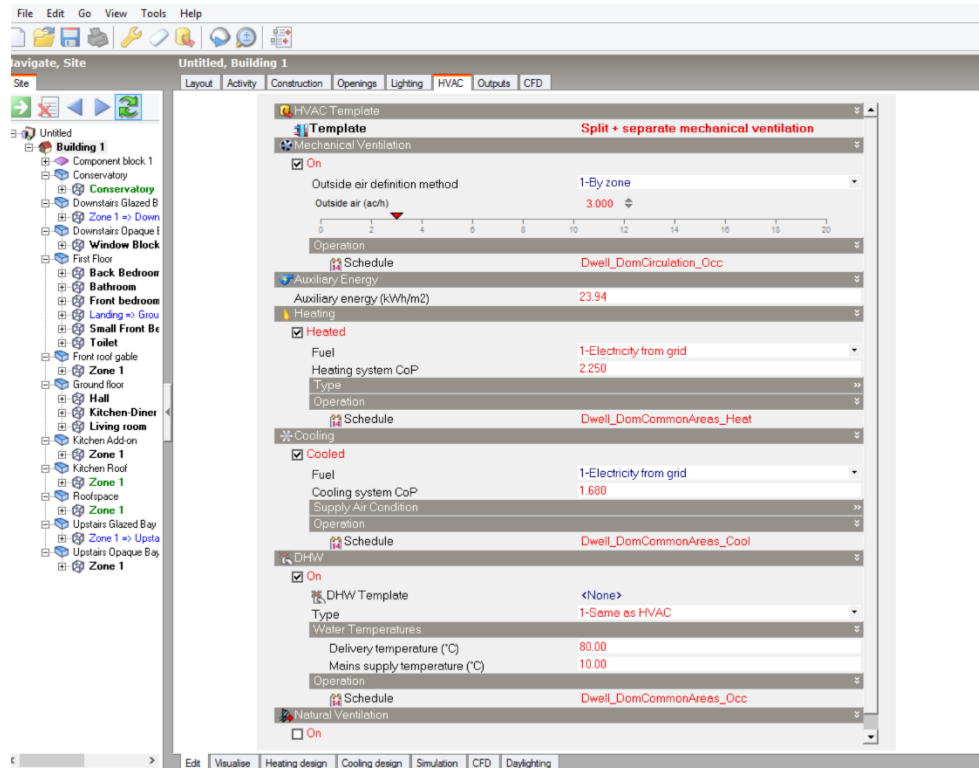 File Edit Go View Tools Help
Navigate, Site
Untitled, Building 1
Site
Layout Activity Construction Openings Lighting HVAC Outputs CFD
Untitled
Building 1
Component block 1
Conservatory
Conservatory
Downstairs Glazed B
Zone 1 => Down
Downstairs Opaque E
Window Block
First Floor
Back Bedroom
Bathroom
Front bedroom
Landing => Grou
Small Front Be
Toilet
Front roof gable
Zone 1
Ground floor
Hall
Kitchen-Diner
Living room
Kitchen Add-on
Zone 1
Kitchen Roof
Zone 1
Roofspace
Zone 1
Upstairs Glazed Bay
Zone 1 => Upsta
Upstairs Opaque Bay
Zone 1
HVAC Template
Template Split + separate mechanical ventilation
Mechanical Ventilation
On
Outside air definition method 1-By zone
Outside air (ac/h) 3.000
0 2 4 6 8 10 12 14 16 18 20
Operation
Schedule Dwell_DomCirculation_Occ
Auxiliary Energy
Auxiliary energy (kWh/m2) 23.94
Heating
Heated
Fuel 1-Electricity from grid
Heating system CoP 2.250
Type
Operation
Schedule Dwell_DomCommonAreas_Heat
Cooling
Cooled
Fuel 1-Electricity from grid
Cooling system CoP 1.680
Supply Air Condition
Operation
Schedule Dwell_DomCommonAreas_Cool
DHW
On
DHW Template <None>
Type 1-Same as HVAC
Water Temperatures
Delivery temperature (°C) 80.00
Mains supply temperature (°C) 10.00
Operation
Schedule Dwell_DomCommonAreas_Occ
Natural Ventilation
On
Edit Visualise Heating design Cooling design Simulation CFD Daylighting